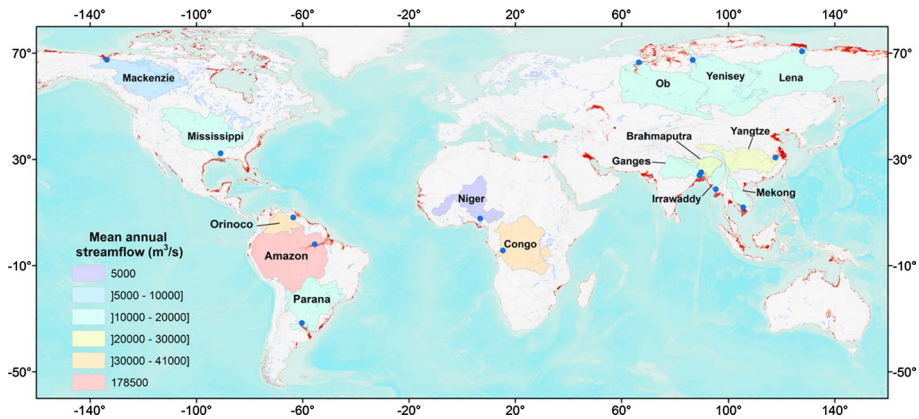 -140° -100° -60° -20° 20° 60° 100° 140°
70° 70°
Mackenzie
Ob Yenisey Lena
Mississippi
Brahmaputra Yangtze
30° 30°
Ganges
Irrawaddy Mekong
Niger
Orinoco
Congo
Amazon
-10° -10°
Parana
Mean annual
streamflow (m³/s)
5000
]5000 - 10000]
]10000 - 20000]
]20000 - 30000]
]30000 - 41000]
178500
-50° -50°
-140° -100° -60° -20° 20° 60° 100° 140°